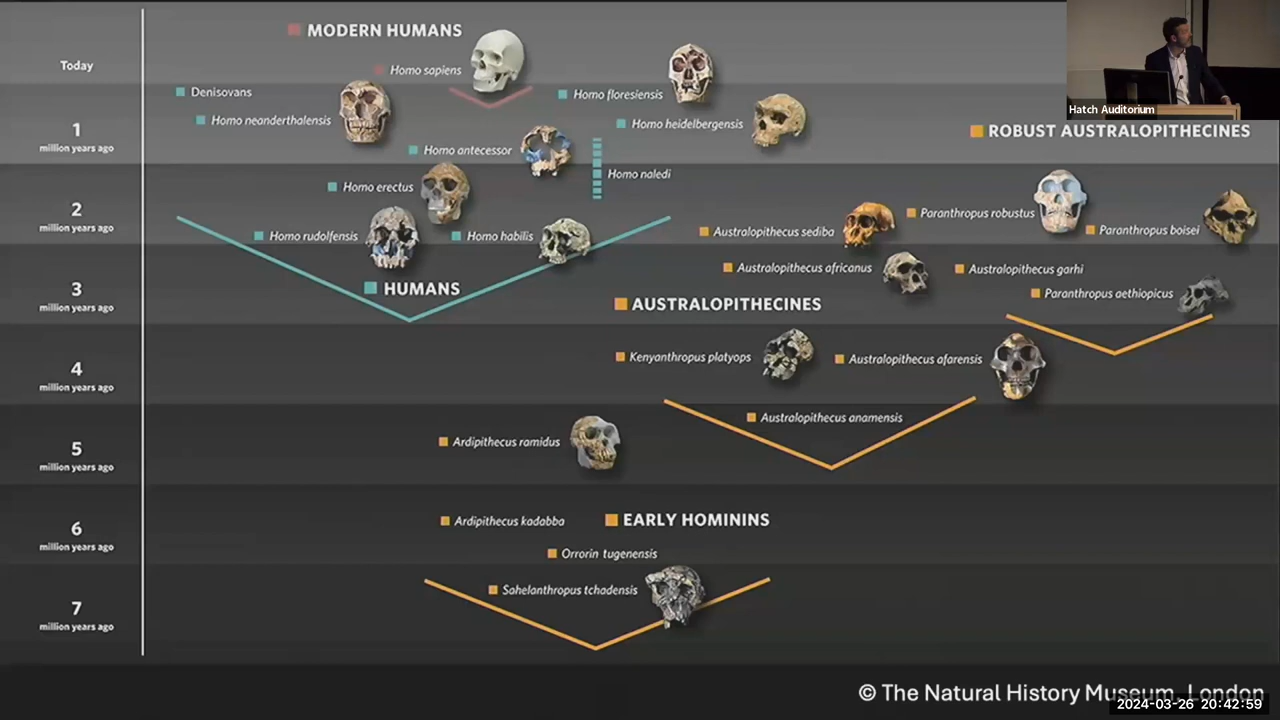 MODERN HUMANS
Today
Homo sapiens
Denisovans
Homo floresiensis
Hatch Auditorium
Homo neanderthalensis
Homo heidelbergensis
1
million years ago
ROBUST AUSTRALOPITHECINES
Homo antecessor
Homo naledi
Homo erectus
2
million years ago
Paranthropus robustus
Paranthropus boisei
Australopithecus sediba
Homo rudolfensis
Homo habilis
Australopithecus africanus
Australopithecus garhi
HUMANS
3
million years ago
Paranthropus aethiopicus
AUSTRALOPITHECINES
Kenyanthropus platyops
Australopithecus afarensis
4
million years ago
Australopithecus anamensis
Ardipithecus ramidus
5
million years ago
Ardipithecus kadabba
EARLY HOMININS
6
million years ago
Orrorin tugenensis
Sahelanthropus tchadensis
7
million years ago
© The Natural History Museum, London
2024-03-26 20:42:59